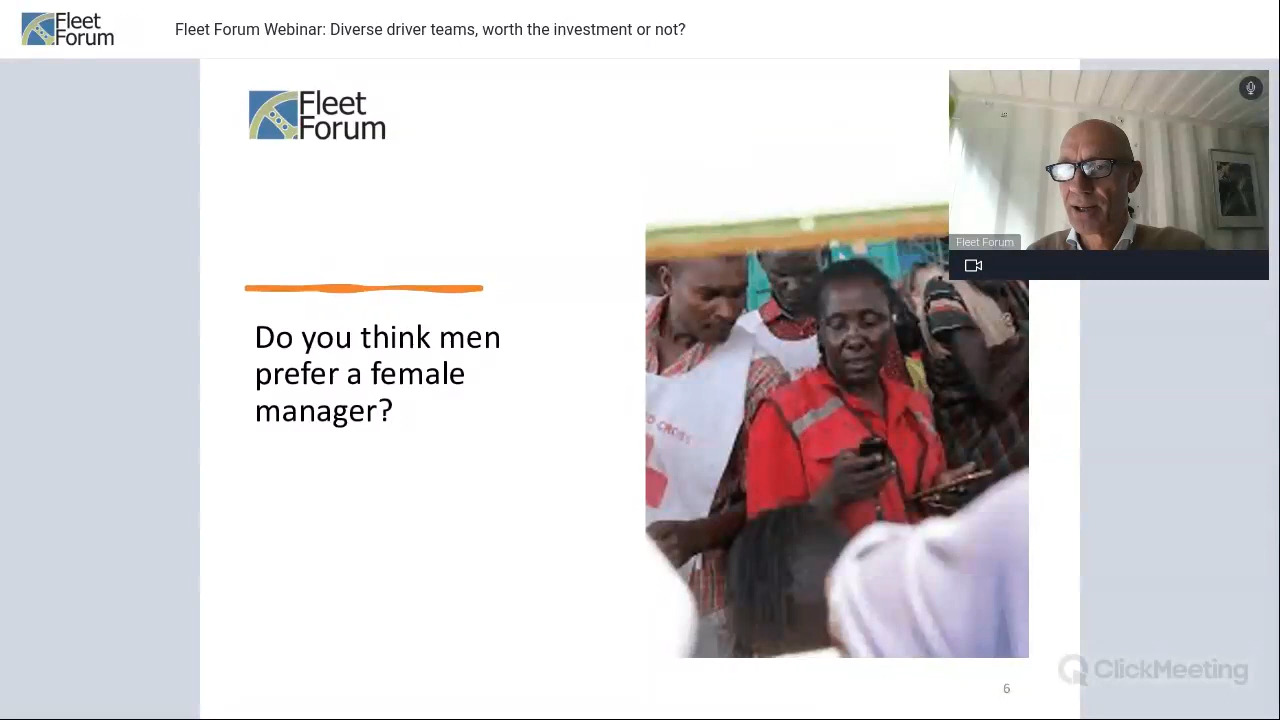 Fleet
Forum
Fleet Forum Webinar: Diverse driver teams, worth the investment or not?
Fleet
Forum
Fleet Forum
Do you think men
prefer a female
manager?
ClickMeeting
6